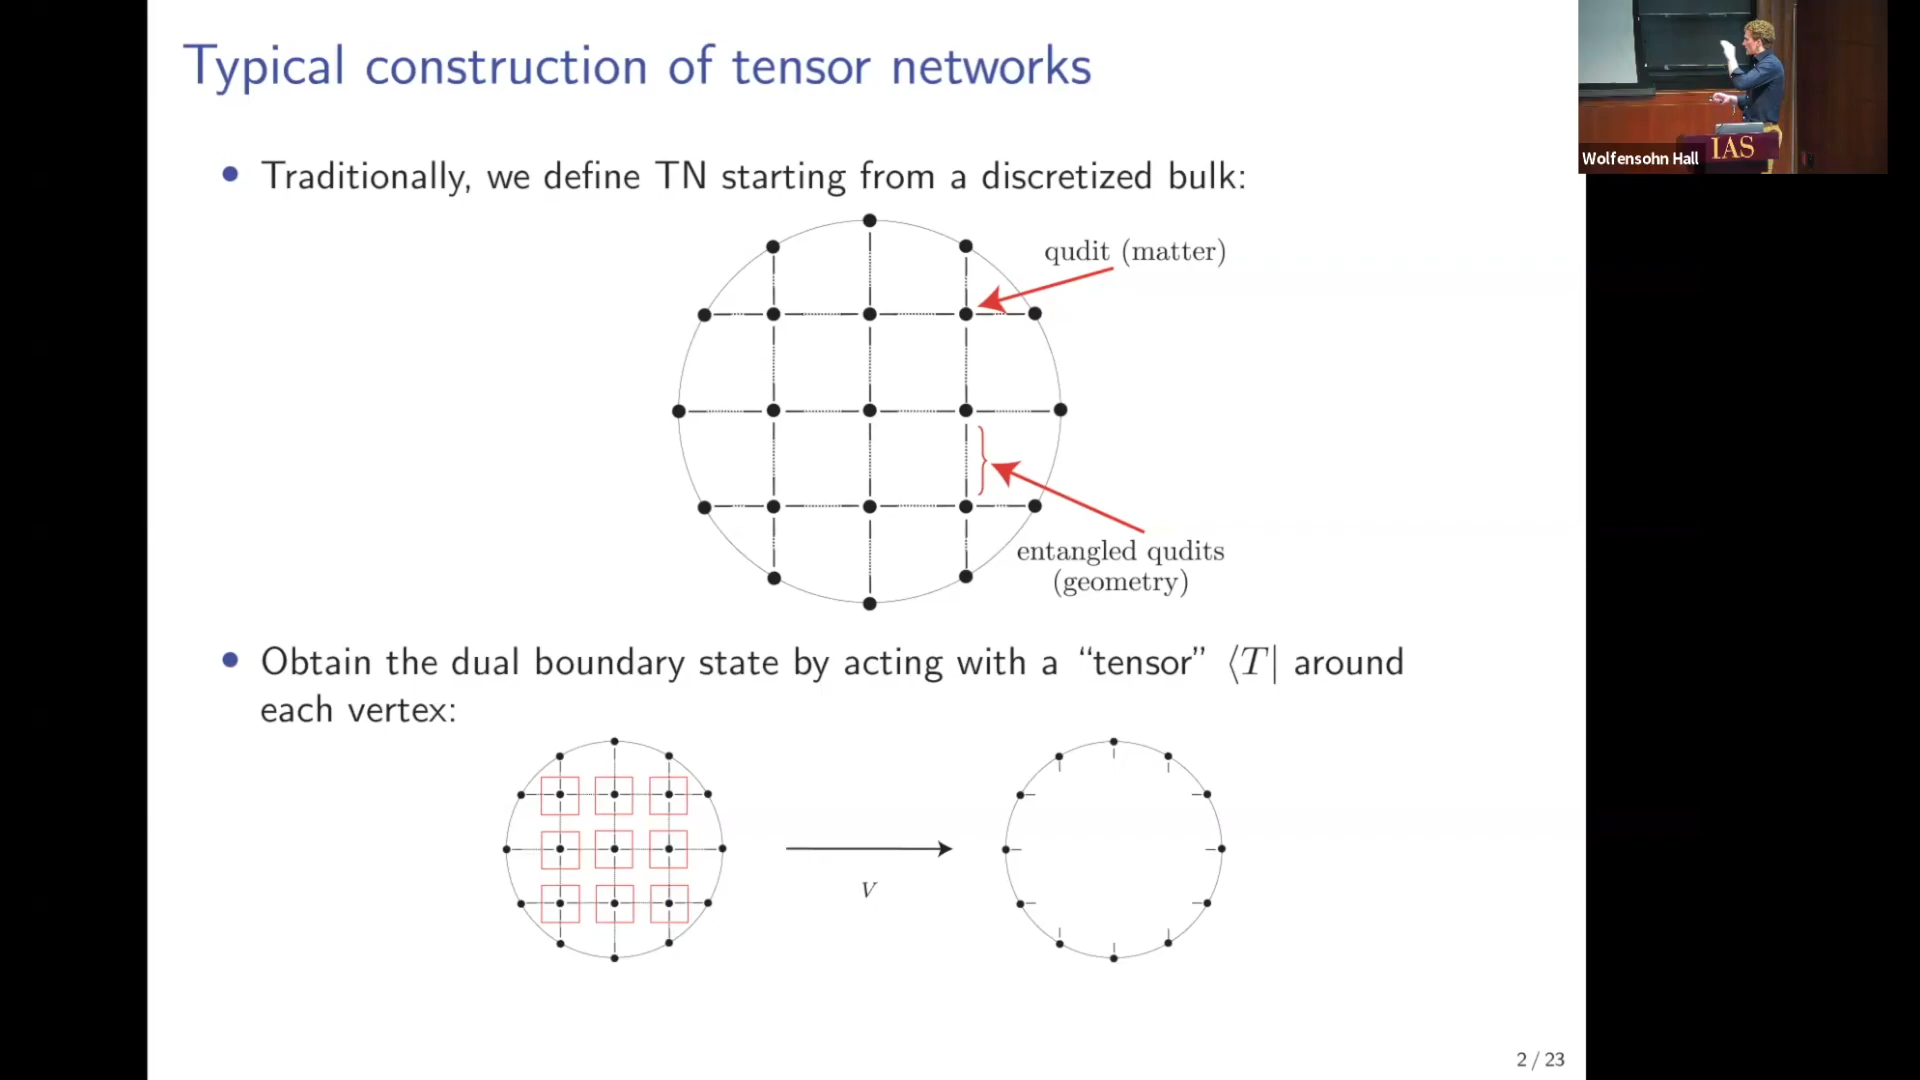 Typical construction of tensor networks
Wolfensohn Hall
IAS
• Traditionally, we define TN starting from a discretized bulk:
qudit (matter)
entangled qudits
(geometry)
• Obtain the dual boundary state by acting with a “tensor” ⟨T| around
each vertex:
V
2 / 23